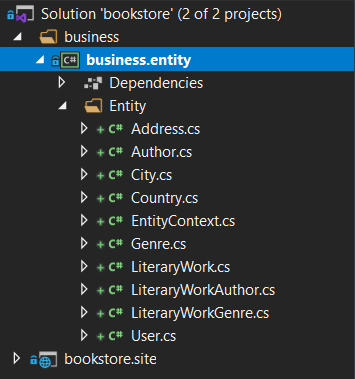 Solution 'bookstore' (2 of 2 projects)
business
C# business.entity
Dependencies
Entity
+ C# Address.cs
+ C# Author.cs
+ C# City.cs
+ C# Country.cs
+ C# EntityContext.cs
+ C# Genre.cs
+ C# LiteraryWork.cs
+ C# LiteraryWorkAuthor.cs
+ C# LiteraryWorkGenre.cs
+ C# User.cs
bookstore.site